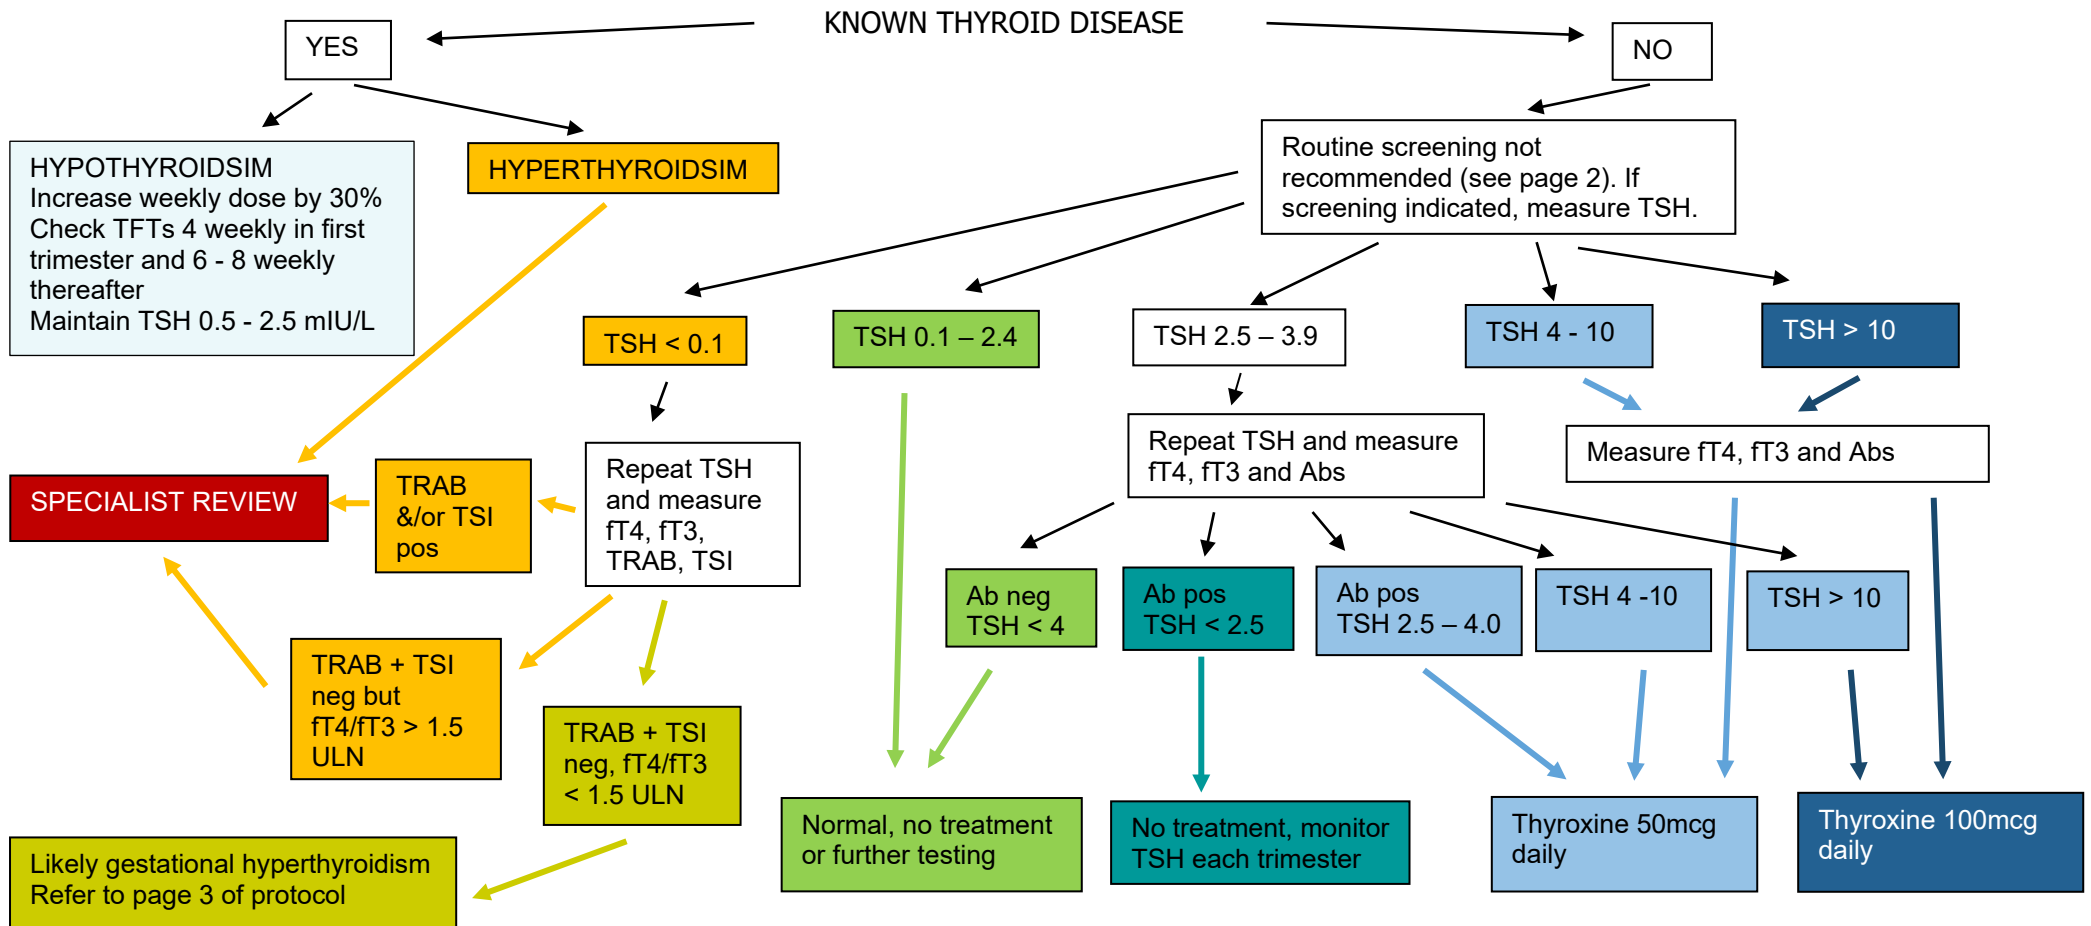 KNOWN THYROID DISEASE
YES
NO
HYPOTHYROIDSIM
Increase weekly dose by 30%
Check TFTs 4 weekly in first
trimester and 6 - 8 weekly
thereafter
Maintain TSH 0.5 - 2.5 mIU/L
HYPERTHYROIDSIM
Routine screening not
recommended (see page 2). If
screening indicated, measure TSH.
TSH < 0.1
TSH 0.1 – 2.4
TSH 2.5 – 3.9
TSH 4 - 10
TSH > 10
SPECIALIST REVIEW
TRAB
&/or TSI
pos
Repeat TSH
and measure
fT4, fT3,
TRAB, TSI
Repeat TSH and measure
fT4, fT3 and Abs
Measure fT4, fT3 and Abs
Ab neg
TSH < 4
Ab pos
TSH < 2.5
Ab pos
TSH 2.5 – 4.0
TSH 4 -10
TSH > 10
TRAB + TSI
neg but
fT4/fT3 > 1.5
ULN
TRAB + TSI
neg, fT4/fT3
< 1.5 ULN
Likely gestational hyperthyroidism
Refer to page 3 of protocol
Normal, no treatment
or further testing
No treatment, monitor
TSH each trimester
Thyroxine 50mcg
daily
Thyroxine 100mcg
daily